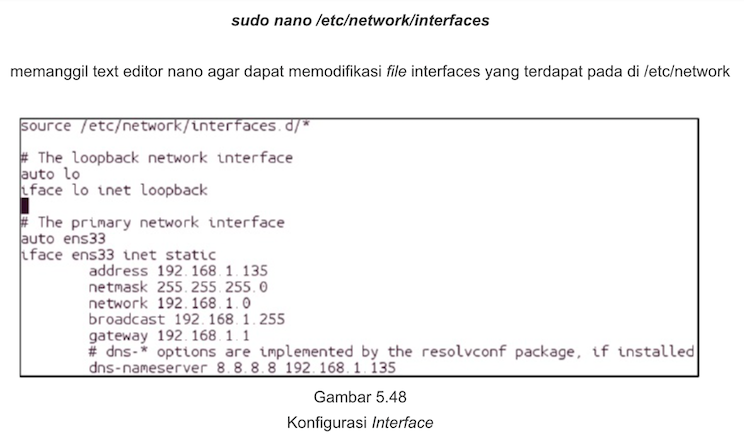 sudo nano /etc/network/interfaces
memanggil text editor nano agar dapat memodifikasi file interfaces yang terdapat pada di /etc/network
source /etc/network/interfaces.d/*
# The loopback network interface
auto lo
iface lo inet loopback
# The primary network interface
auto ens33
iface ens33 inet static
address 192.168.1.135
netmask 255.255.255.0
network 192.168.1.0
broadcast 192.168.1.255
gateway 192.168.1.1
# dns-* options are implemented by the resolvconf package, if installed
dns-nameserver 8.8.8.8 192.168.1.135
Gambar 5.48
Konfigurasi Interface